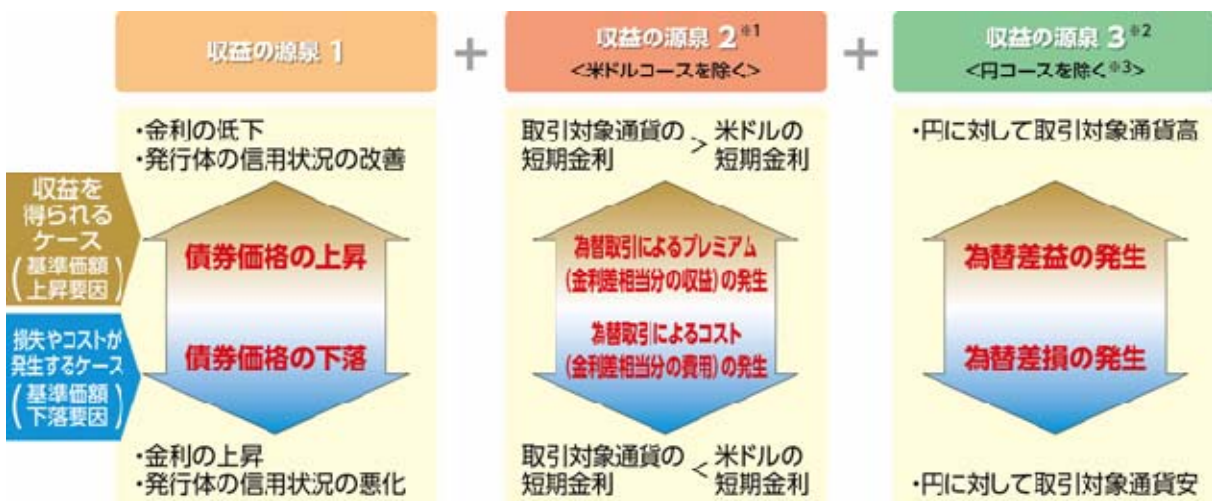 収益の源泉 1
+
収益の源泉 2※1
<米ドルコースを除く>
+
収益の源泉 3※2
<円コースを除く※3>
・金利の低下
・発行体の信用状況の改善
取引対象通貨の
短期金利
>
米ドルの
短期金利
・円に対して取引対象通貨高
収益を
得られる
ケース
(基準価額
上昇要因)
債券価格の上昇
為替取引によるプレミアム
(金利差相当分の収益)の発生
為替差益の発生
損失やコストが
発生するケース
(基準価額
下落要因)
債券価格の下落
為替取引によるコスト
(金利差相当分の費用)の発生
為替差損の発生
・金利の上昇
・発行体の信用状況の悪化
取引対象通貨の
短期金利
<
米ドルの
短期金利
・円に対して取引対象通貨安